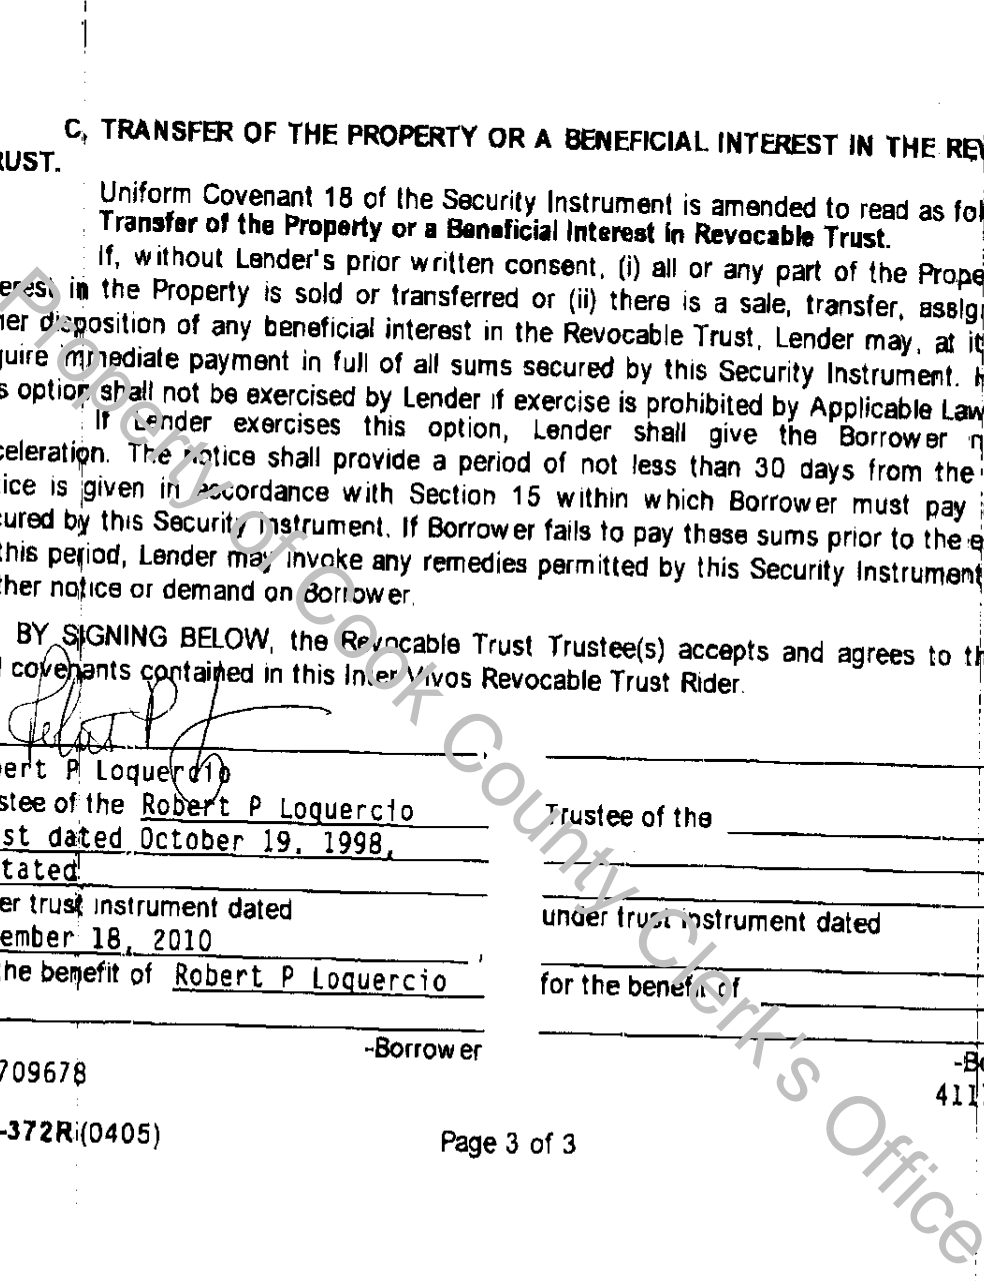 C. TRANSFER OF THE PROPERTY OR A BENEFICIAL INTEREST IN THE REV
RUST.
Uniform Covenant 18 of the Security Instrument is amended to read as fol
Transfer of the Property or a Beneficial Interest in Revocable Trust.
If, without Lender's prior written consent, (i) all or any part of the Prope
erest in the Property is sold or transferred or (ii) there is a sale, transfer, assig
her disposition of any beneficial interest in the Revocable Trust, Lender may, at it
quire immediate payment in full of all sums secured by this Security Instrument. H
s option shall not be exercised by Lender if exercise is prohibited by Applicable Law
If Lender exercises this option, Lender shall give the Borrower n
celeration. The notice shall provide a period of not less than 30 days from the
tice is given in accordance with Section 15 within which Borrower must pay
cured by this Security Instrument. If Borrower fails to pay these sums prior to the e
this period, Lender may invoke any remedies permitted by this Security Instrument
ther notice or demand on Borrower.
BY SIGNING BELOW, the Revocable Trust Trustee(s) accepts and agrees to th
covenants contained in this Inter Vivos Revocable Trust Rider.
ert P Loquercio
stee of the Robert P Loquercio
Trustee of the
st dated October 19, 1998,
tated
er trust instrument dated
under trust instrument dated
ember 18, 2010
,
the benefit of Robert P Loquercio
for the benefit of
-Borrower
-Bo
709678
411
-372R (0405)
Page 3 of 3
Property of Cook County Clerk's Office